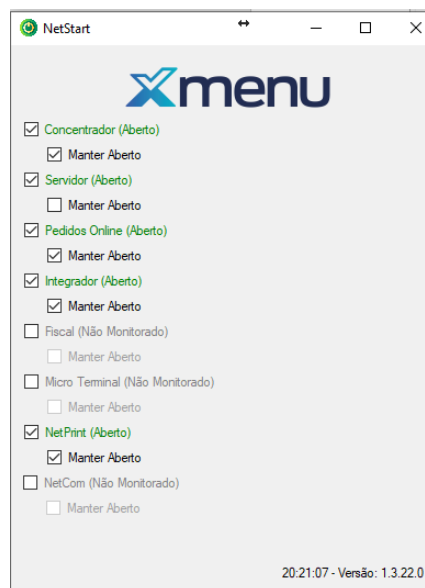 NetStart
Xmenu
Concentrador (Aberto)
Manter Aberto
Servidor (Aberto)
Manter Aberto
Pedidos Online (Aberto)
Manter Aberto
Integrador (Aberto)
Manter Aberto
Fiscal (Não Monitorado)
Manter Aberto
Micro Terminal (Não Monitorado)
Manter Aberto
NetPrint (Aberto)
Manter Aberto
NetCom (Não Monitorado)
Manter Aberto
20:21:07 - Versão: 1.3.22.0